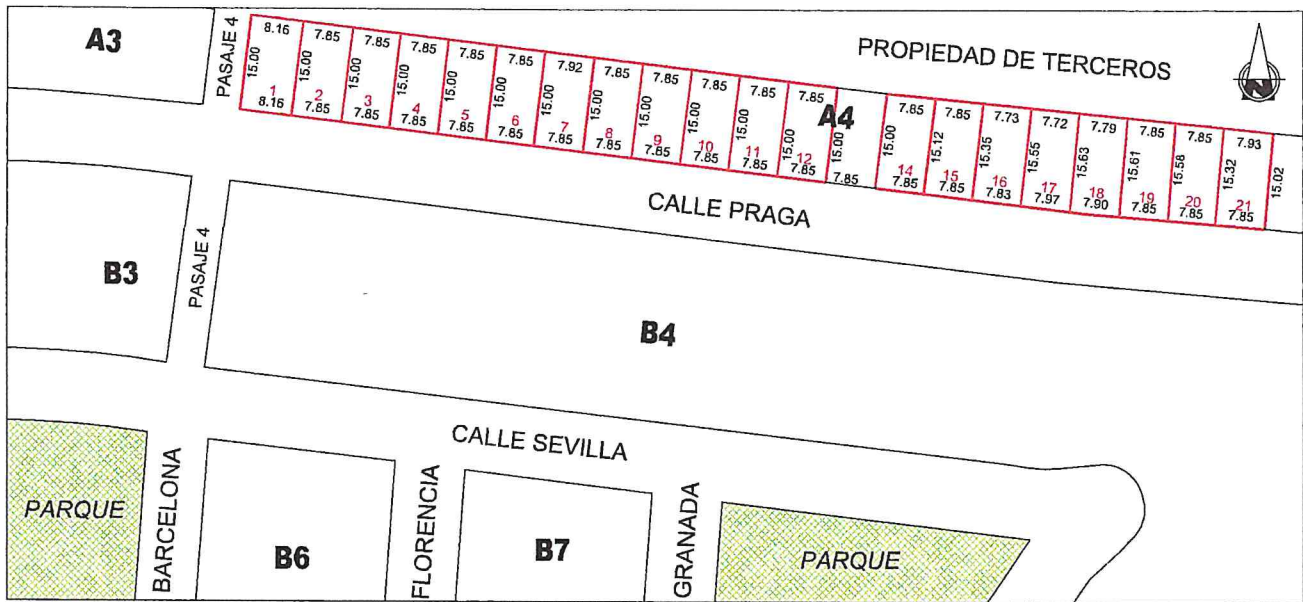 A3
PASAJE 4
8.16 7.85 7.85 7.85 7.85 7.85 7.92 7.85 7.85 7.85 7.85 7.85 7.85 7.85 7.73 7.72 7.79 7.85 7.85 7.93
PROPIEDAD DE TERCEROS
N
15.00 15.00 15.00 15.00 15.00 15.00 15.00 15.00 15.00 15.00 15.00 15.00 15.00 15.00 15.12 15.35 15.55 15.63 15.61 15.58 15.32 15.02
A4
1 2 3 4 5 6 7 8 9 10 11 12 14 15 16 17 18 19 20 21
8.16 7.85 7.85 7.85 7.85 7.85 7.85 7.85 7.85 7.85 7.85 7.85 7.85 7.85 7.85 7.83 7.97 7.90 7.85 7.85 7.85
CALLE PRAGA
B3
PASAJE 4
B4
CALLE SEVILLA
PARQUE
BARCELONA
B6
FLORENCIA
B7
GRANADA
PARQUE